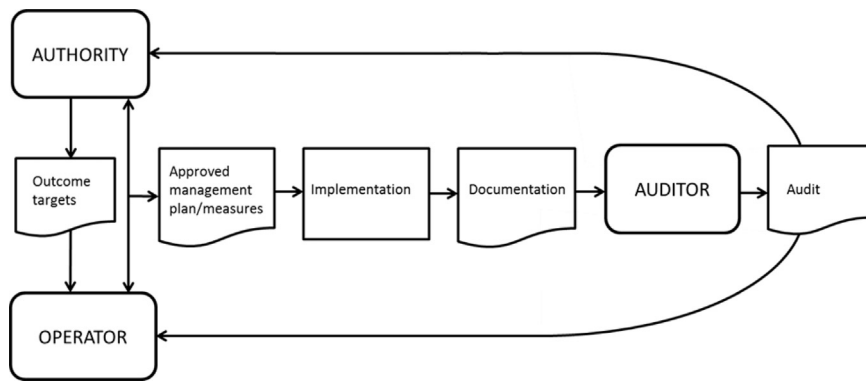 AUTHORITY
Outcome
targets
Approved
management
plan/measures
Implementation
Documentation
AUDITOR
Audit
OPERATOR